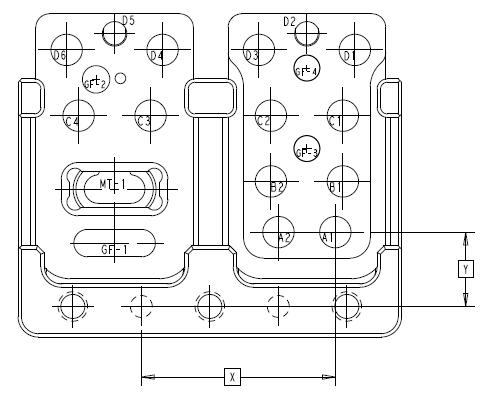 D5 D2
D6 D4 D3 D1
GF-2 GF-4
C4 C3 C2 C1
GF-3
MT-1 B2 B1
A2 A1
GF-1
Y
X